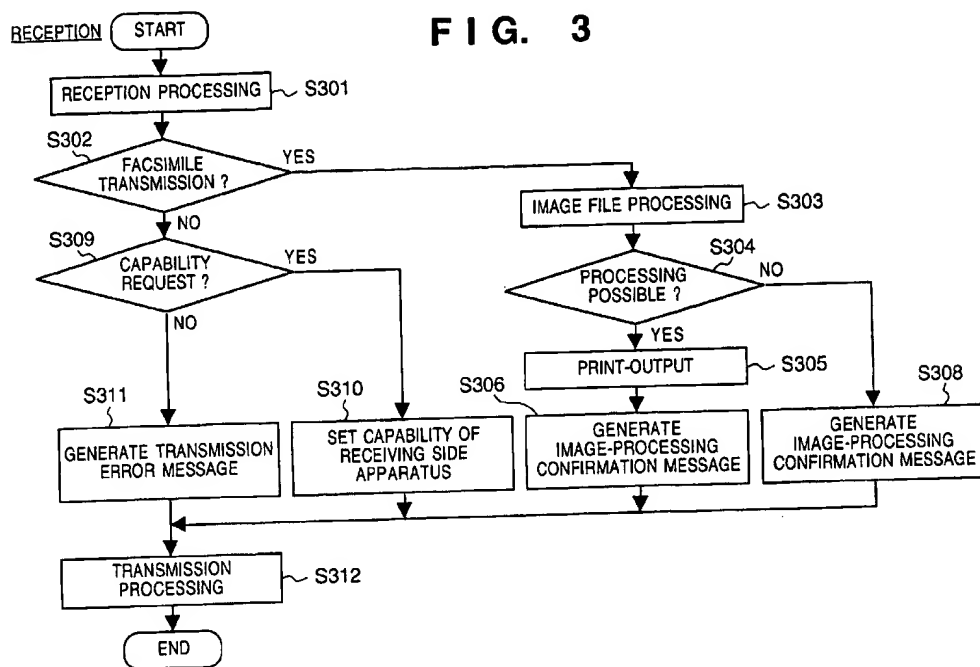 RECEPTION
START
FIG. 3
RECEPTION PROCESSING
S301
S302
FACSIMILE
TRANSMISSION ?
YES
NO
IMAGE FILE PROCESSING
S303
S309
CAPABILITY
REQUEST ?
YES
NO
S304
PROCESSING
POSSIBLE ?
NO
YES
PRINT-OUTPUT
S305
S311
GENERATE TRANSMISSION
ERROR MESSAGE
S310
SET CAPABILITY OF
RECEIVING SIDE
APPARATUS
S306
GENERATE
IMAGE-PROCESSING
CONFIRMATION MESSAGE
S308
GENERATE
IMAGE-PROCESSING
CONFIRMATION MESSAGE
TRANSMISSION
PROCESSING
S312
END